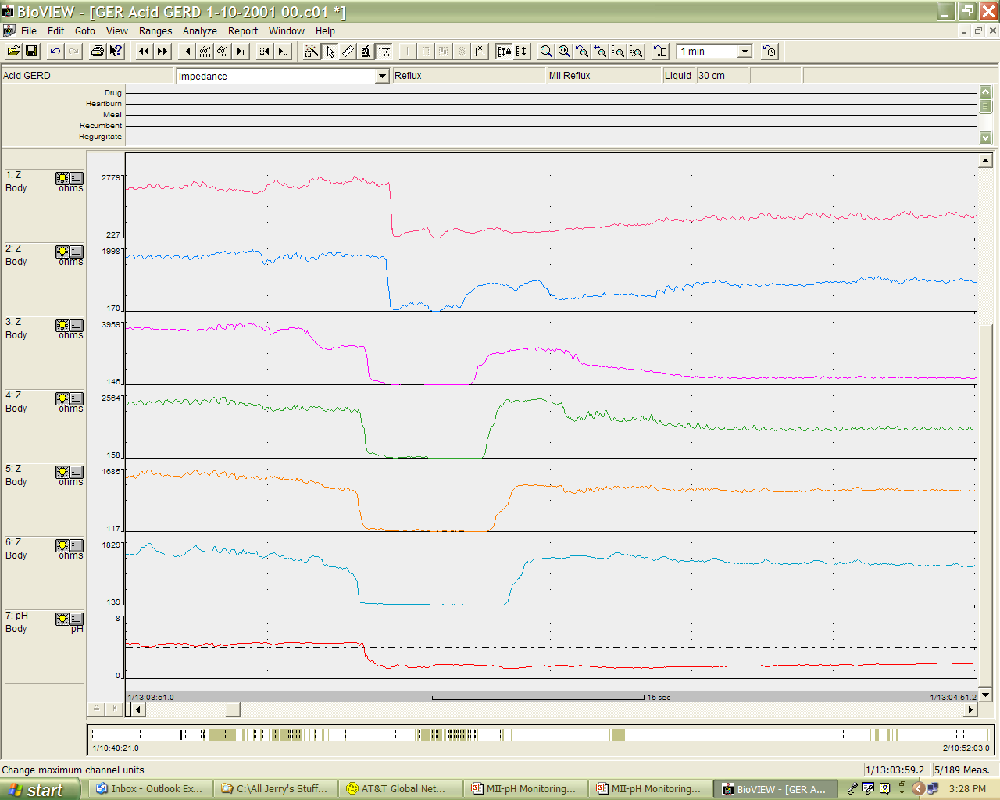 BioVIEW - [GER Acid GERD 1-10-2001 00.c01 *]
File Edit Goto View Ranges Analyze Report Window Help
1 min
Acid GERD Impedance Reflux MII Reflux Liquid 30 cm
Drug
Heartburn
Meal
Recumbent
Regurgitate
1: Z 2779
Body ohms
227
2: Z 1998
Body ohms
170
3: Z 3959
Body ohms
146
4: Z 2564
Body ohms
158
5: Z 1685
Body ohms
117
6: Z 1829
Body ohms
139
7: pH 8
Body pH
0
1/13:03:51.0 15 sec 1/13:04:51.2
1/10:40:21.0 2/10:52:03.0
Change maximum channel units 1/13:03:59.2 5/189 Meas.
start Inbox - Outlook Ex... C:\All Jerry's Stuff... AT&T Global Net... MII-pH Monitoring... MII-pH Monitoring... BioVIEW - [GER A... 3:28 PM